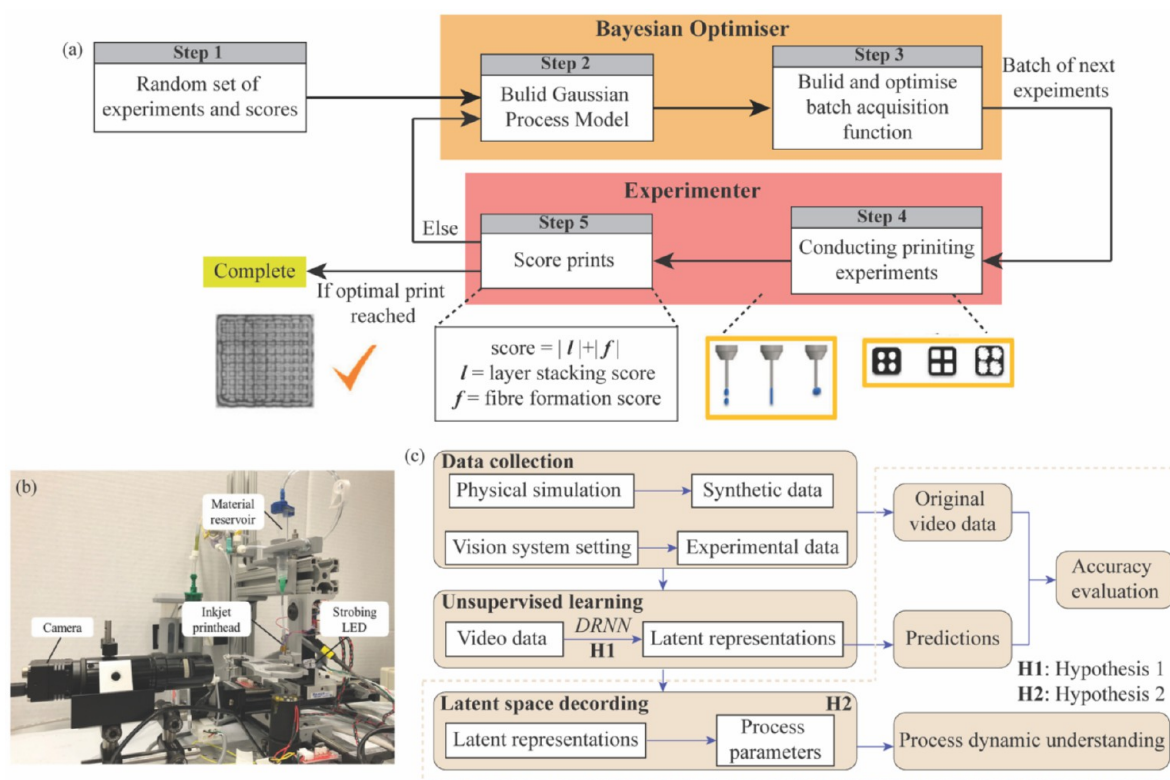 (a)
Step 1
Random set of
experiments and scores
Bayesian Optimiser
Step 2
Bulid Gaussian
Process Model
Step 3
Bulid and optimise
batch acquisition
function
Batch of next
expeiments
Experimenter
Step 4
Conducting priniting
experiments
Step 5
Score prints
Else
Complete
If optimal print
reached
score = | l |+| f |
l = layer stacking score
f = fibre formation score
(b)
Material
reservoir
Camera
Inkjet
printhead
Strobing
LED
(c)
Data collection
Physical simulation
Synthetic data
Vision system setting
Experimental data
Unsupervised learning
Video data
DRNN
H1
Latent representations
Latent space decording
H2
Latent representations
Process
parameters
Original
video data
Predictions
Accuracy
evaluation
H1: Hypothesis 1
H2: Hypothesis 2
Process dynamic understanding